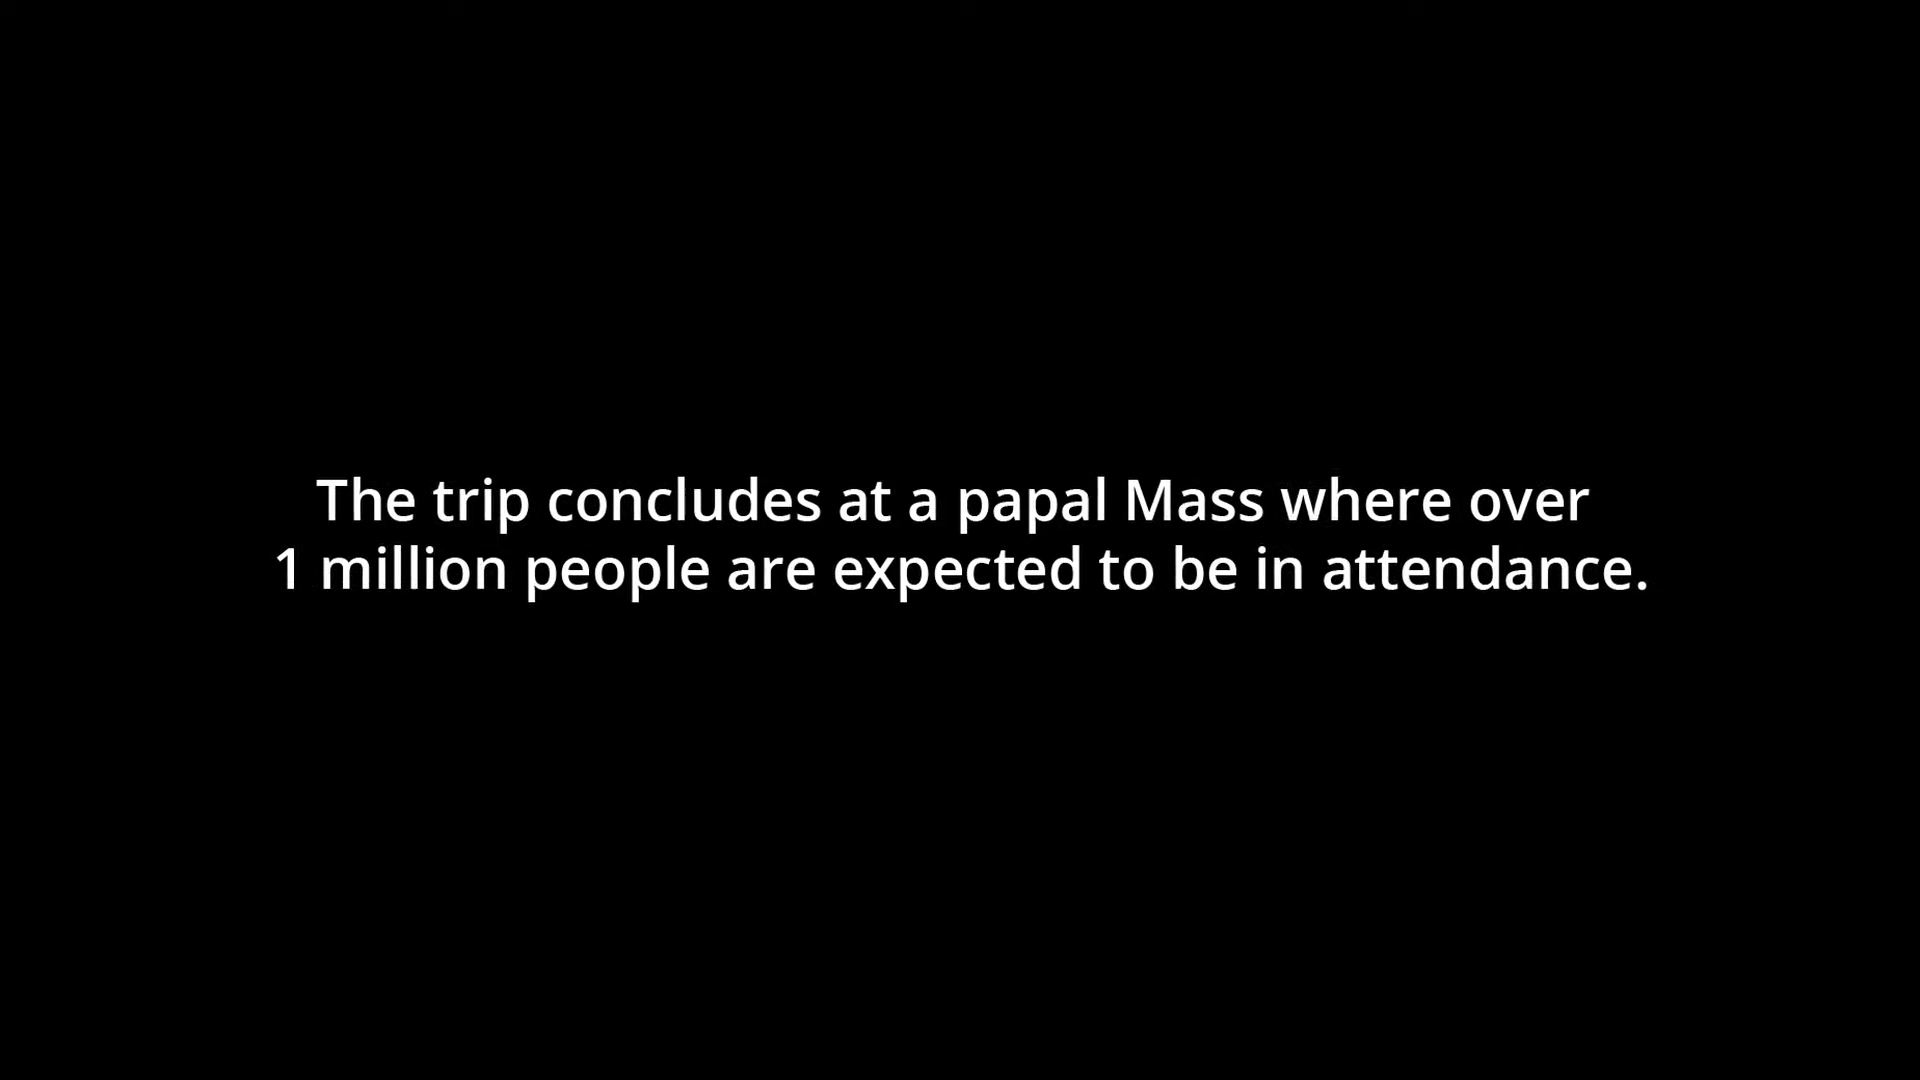 The trip concludes at a papal Mass where over
1 million people are expected to be in attendance.